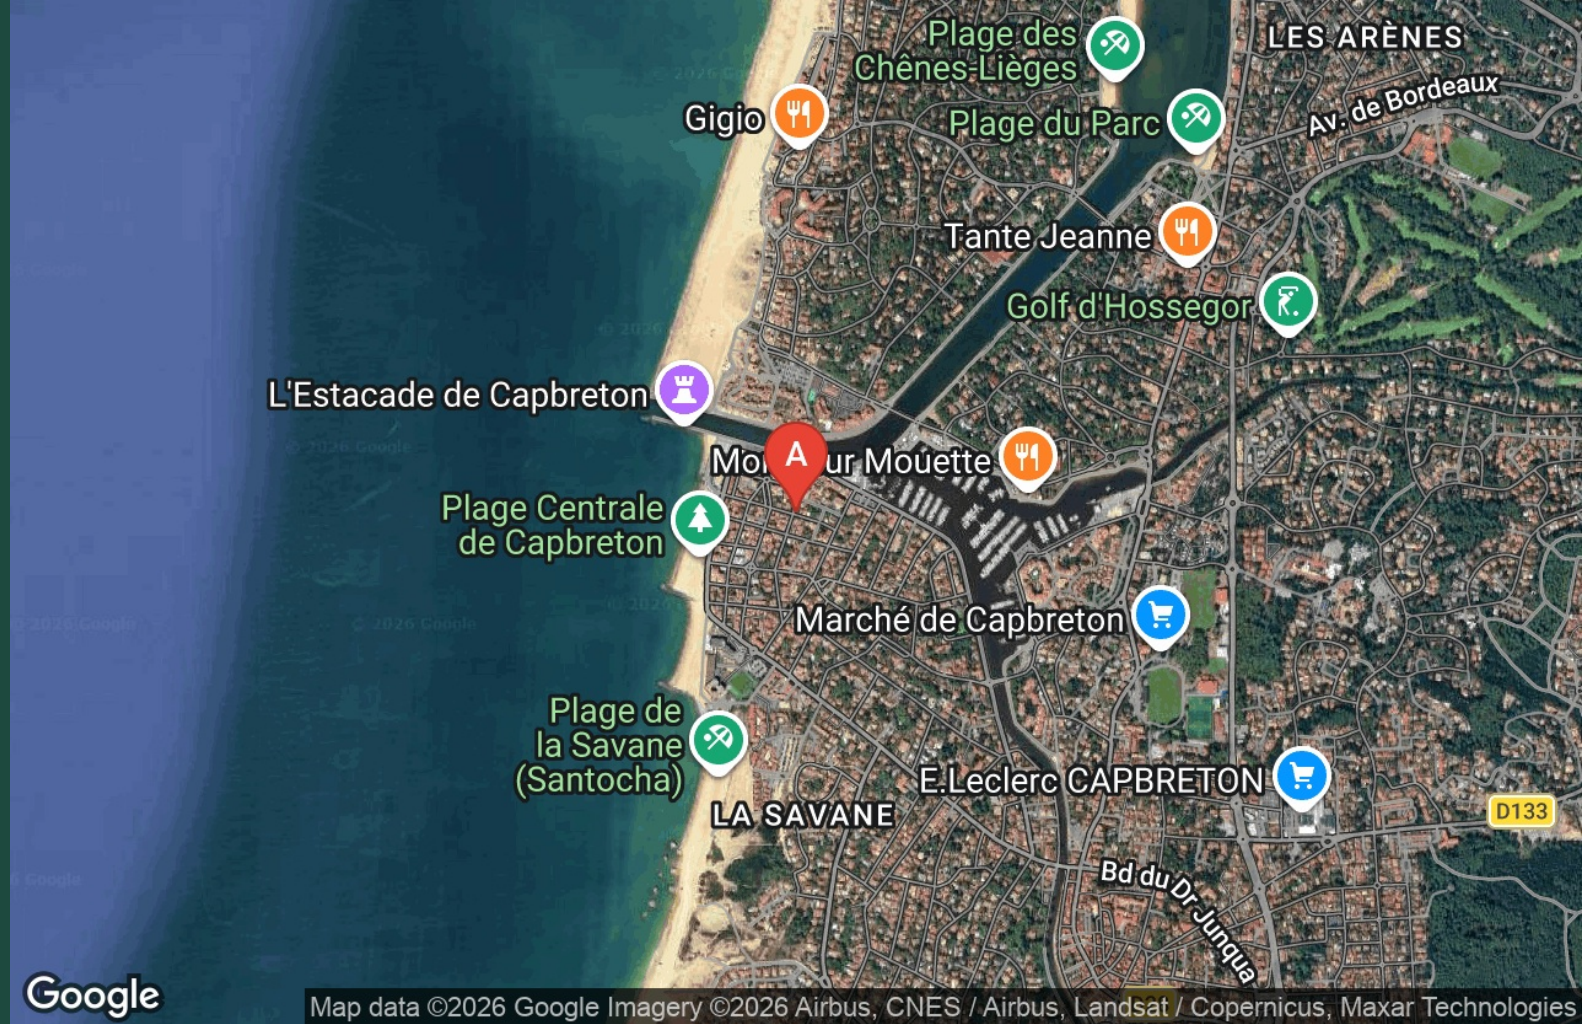 Plage des
Chênes-Lièges
LES ARÈNES
Av. de Bordeaux
Gigio
Plage du Parc
Tante Jeanne
Golf d'Hossegor
L'Estacade de Capbreton
A
ur Mouette
Plage Centrale
de Capbreton
Marché de Capbreton
Plage de
la Savane
(Santocha)
E.Leclerc CAPBRETON
D133
LA SAVANE
Bd du Dr Junqua
Google
Map data ©2026 Google Imagery ©2026 Airbus, CNES / Airbus, Landsat / Copernicus, Maxar Technologies